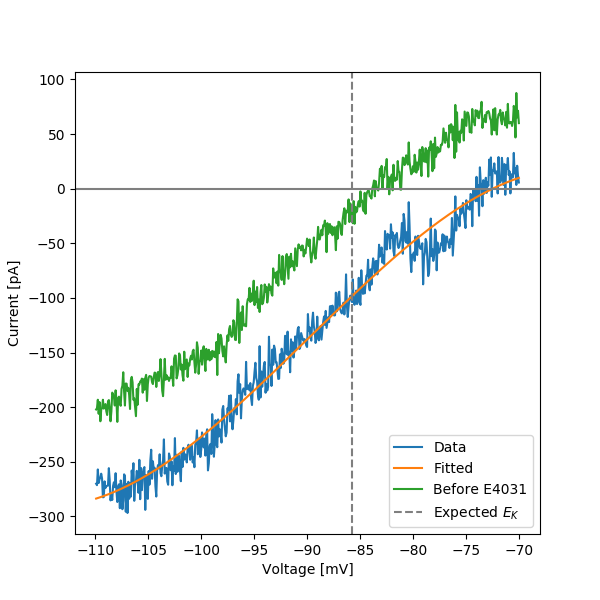 100
50
0
−50
−100
−150
−200
−250
−300
Current [pA]
−110 −105 −100 −95 −90 −85 −80 −75 −70
Voltage [mV]
Data
Fitted
Before E4031
Expected E_K